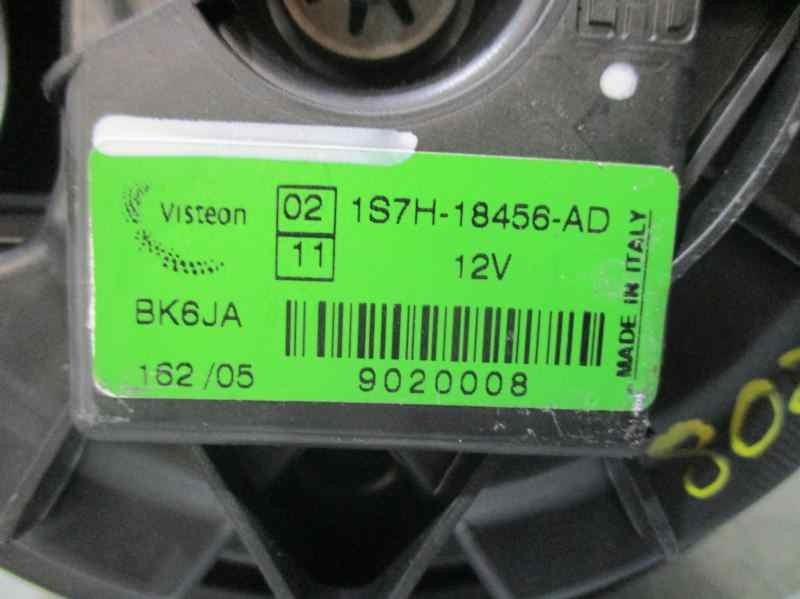 Visteon
02
11
1S7H-18456-AD
12V
BK6JA
162/05
9020008
MADE IN ITALY